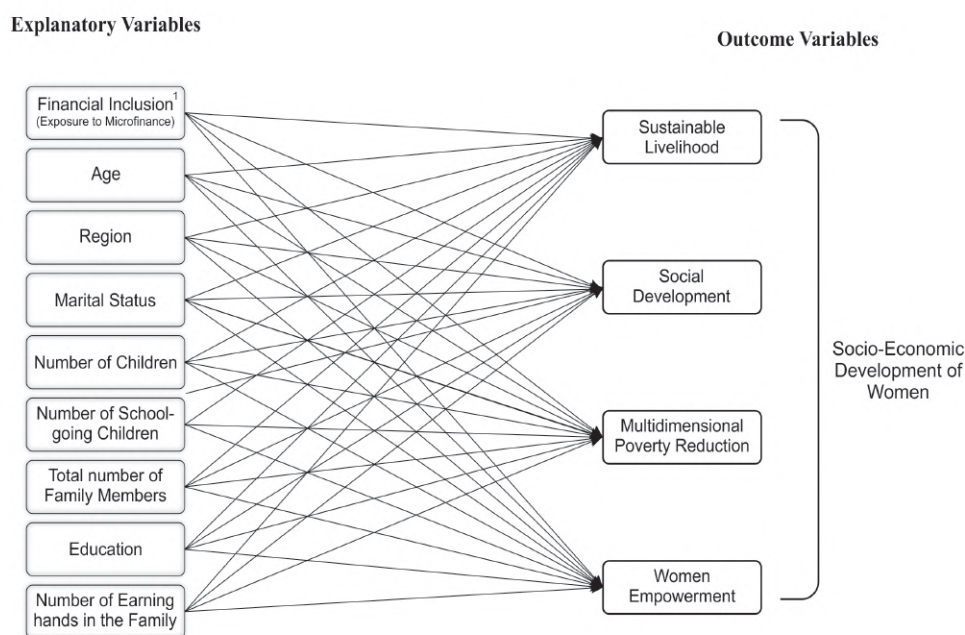 Explanatory Variables
Outcome Variables
Financial Inclusion¹
(Exposure to Microfinance)
Age
Region
Marital Status
Number of Children
Number of School-
going Children
Total number of
Family Members
Education
Number of Earning
hands in the Family
Sustainable
Livelihood
Social
Development
Multidimensional
Poverty Reduction
Women
Empowerment
Socio-Economic
Development of
Women